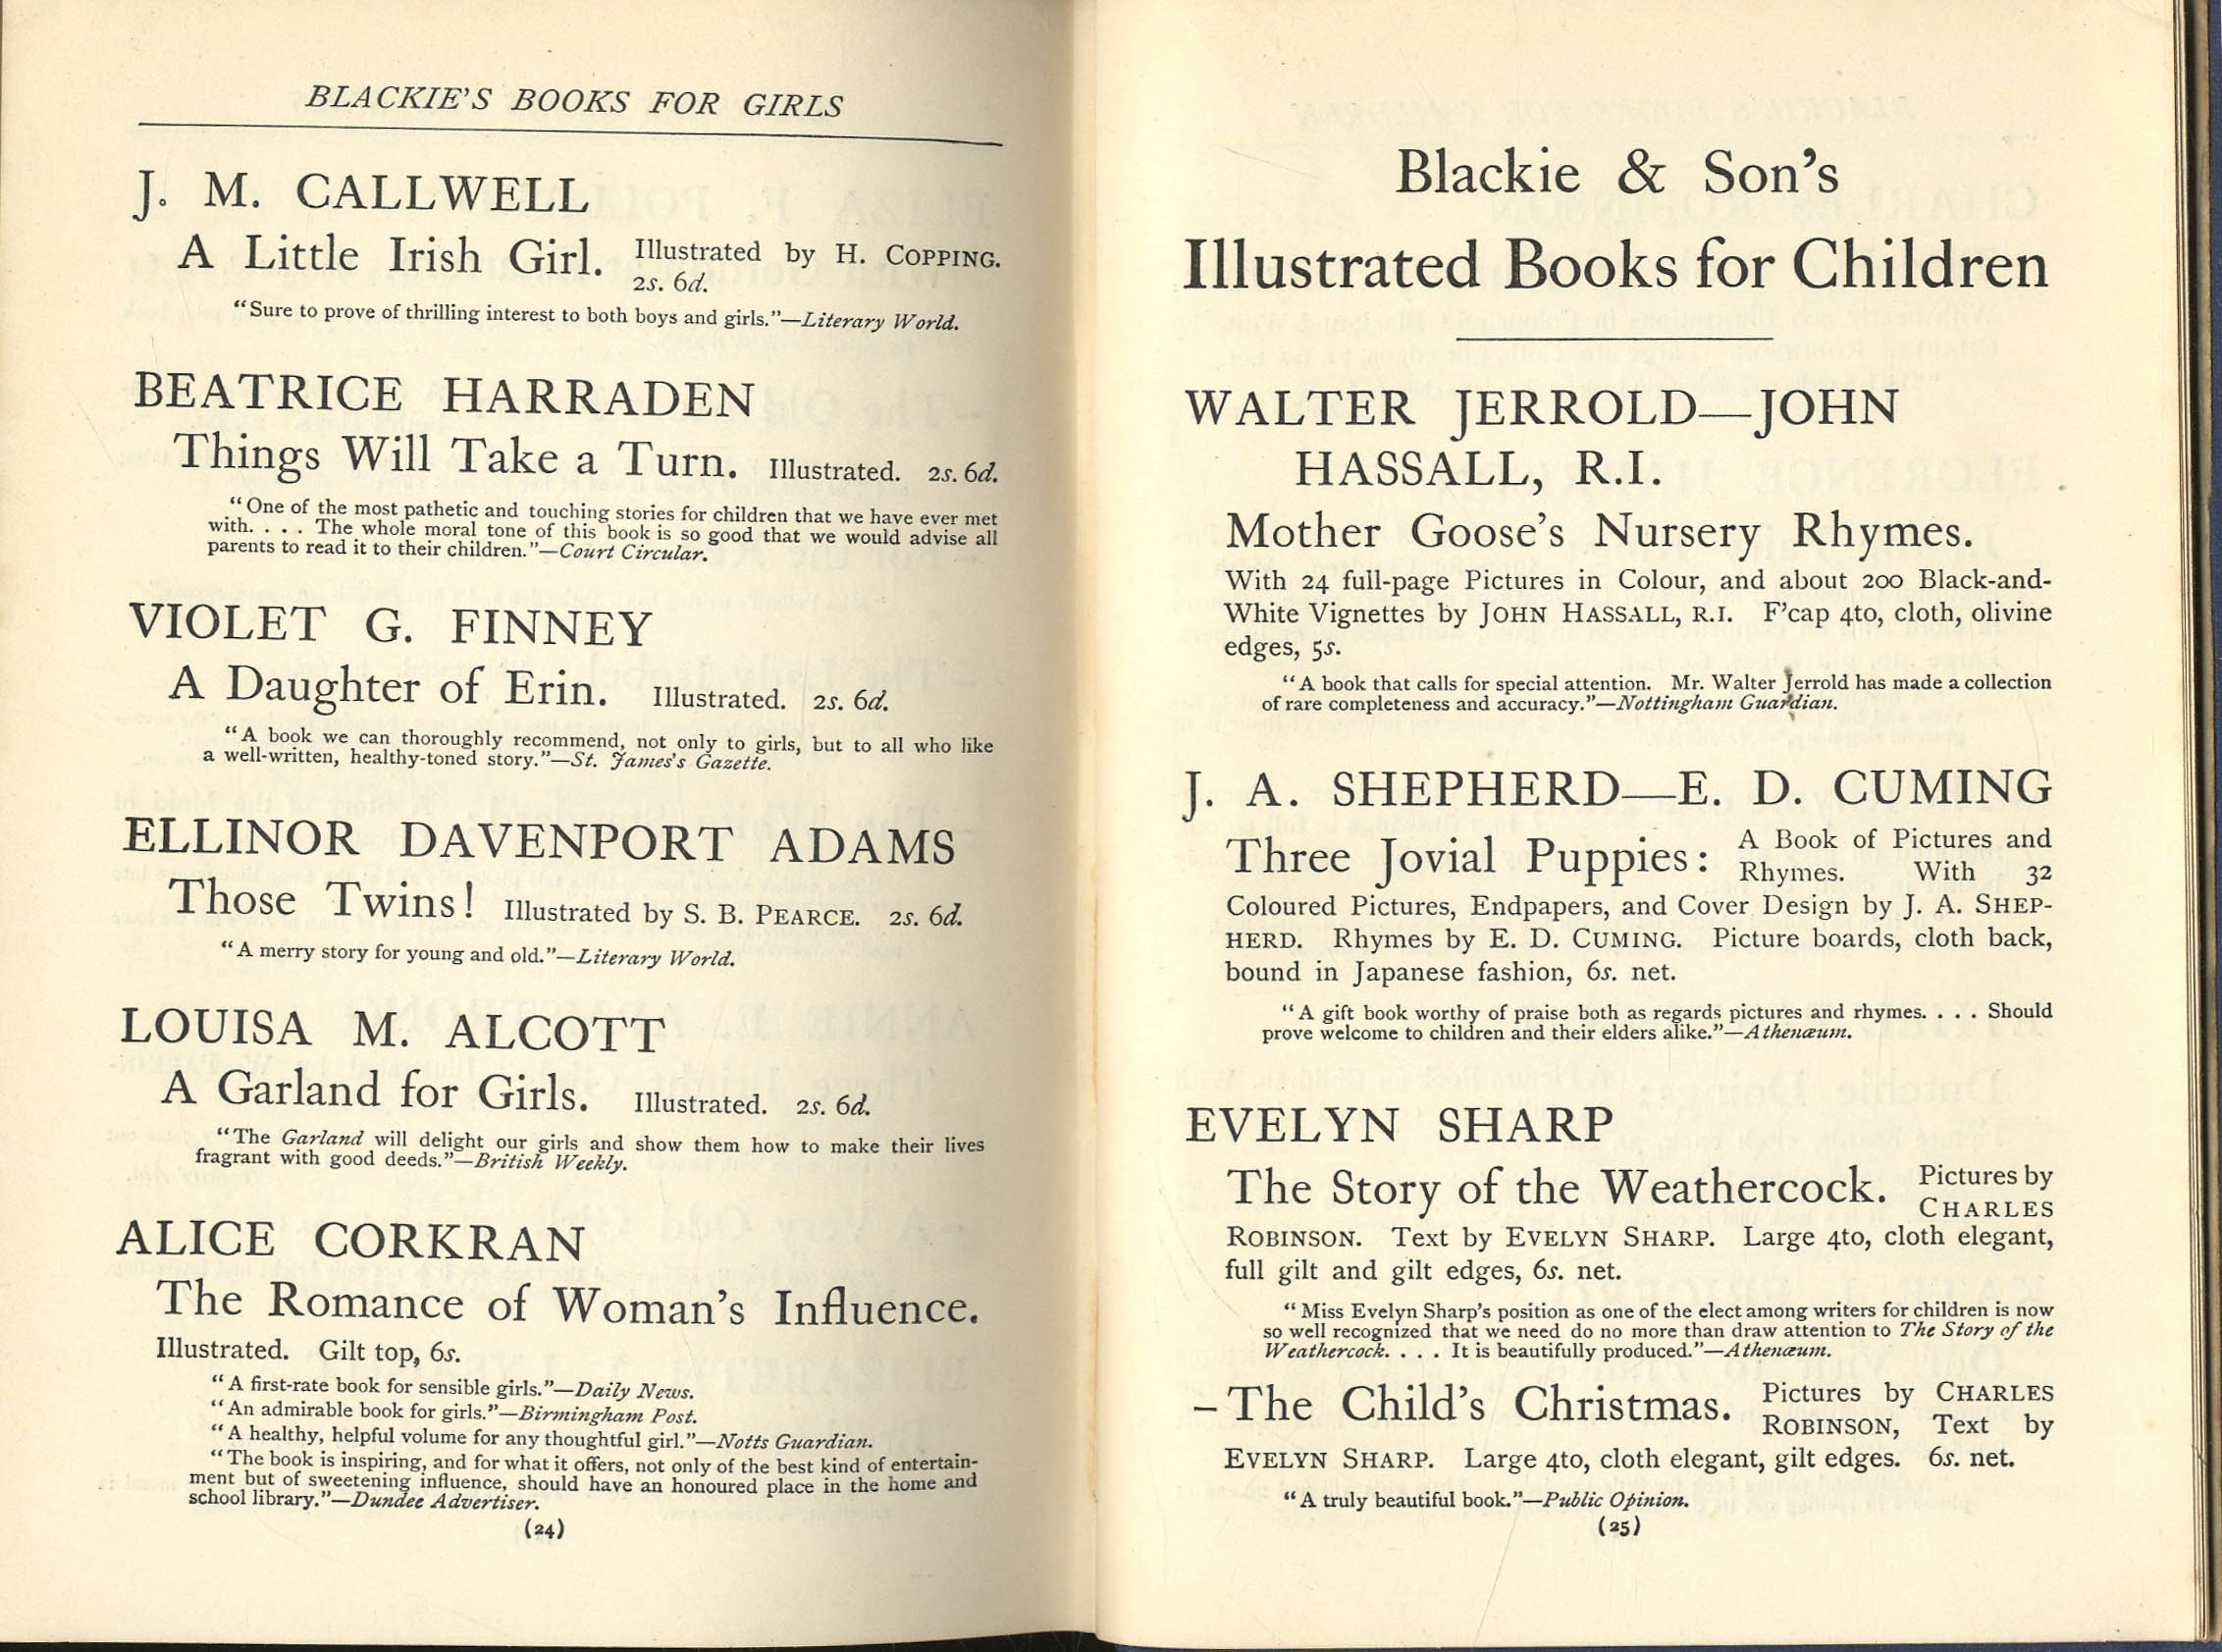 BLACKIE'S BOOKS FOR GIRLS
J. M. CALLWELL
A Little Irish Girl. Illustrated by H. COPPING.
2s. 6d.
"Sure to prove of thrilling interest to both boys and girls."—Literary World.
BEATRICE HARRADEN
Things Will Take a Turn. Illustrated. 2s. 6d.
"One of the most pathetic and touching stories for children that we have ever met
with. . . . The whole moral tone of this book is so good that we would advise all
parents to read it to their children."—Court Circular.
VIOLET G. FINNEY
A Daughter of Erin. Illustrated. 2s. 6d.
"A book we can thoroughly recommend, not only to girls, but to all who like
a well-written, healthy-toned story."—St. James's Gazette.
ELLINOR DAVENPORT ADAMS
Those Twins! Illustrated by S. B. PEARCE. 2s. 6d.
"A merry story for young and old."—Literary World.
LOUISA M. ALCOTT
A Garland for Girls. Illustrated. 2s. 6d.
"The Garland will delight our girls and show them how to make their lives
fragrant with good deeds."—British Weekly.
ALICE CORKRAN
The Romance of Woman's Influence.
Illustrated. Gilt top, 6s.
"A first-rate book for sensible girls."—Daily News.
"An admirable book for girls."—Birmingham Post.
"A healthy, helpful volume for any thoughtful girl."—Notts Guardian.
"The book is inspiring, and for what it offers, not only of the best kind of entertain-
ment but of sweetening influence, should have an honoured place in the home and
school library."—Dundee Advertiser.
(24)
Blackie & Son's
Illustrated Books for Children
WALTER JERROLD—JOHN
HASSALL, R.I.
Mother Goose's Nursery Rhymes.
With 24 full-page Pictures in Colour, and about 200 Black-and-
White Vignettes by JOHN HASSALL, R.I. F'cap 4to, cloth, olivine
edges, 5s.
"A book that calls for special attention. Mr. Walter Jerrold has made a collection
of rare completeness and accuracy."—Nottingham Guardian.
J. A. SHEPHERD—E. D. CUMING
Three Jovial Puppies: A Book of Pictures and
Rhymes. With 32
Coloured Pictures, Endpapers, and Cover Design by J. A. SHEP-
HERD. Rhymes by E. D. CUMING. Picture boards, cloth back,
bound in Japanese fashion, 6s. net.
"A gift book worthy of praise both as regards pictures and rhymes. . . . Should
prove welcome to children and their elders alike."—Athenæum.
EVELYN SHARP
The Story of the Weathercock. Pictures by
CHARLES
ROBINSON. Text by EVELYN SHARP. Large 4to, cloth elegant,
full gilt and gilt edges, 6s. net.
"Miss Evelyn Sharp's position as one of the elect among writers for children is now
so well recognized that we need do no more than draw attention to The Story of the
Weathercock. . . . It is beautifully produced."—Athenæum.
–The Child's Christmas. Pictures by CHARLES
ROBINSON, Text by
EVELYN SHARP. Large 4to, cloth elegant, gilt edges. 6s. net.
"A truly beautiful book."—Public Opinion.
(25)